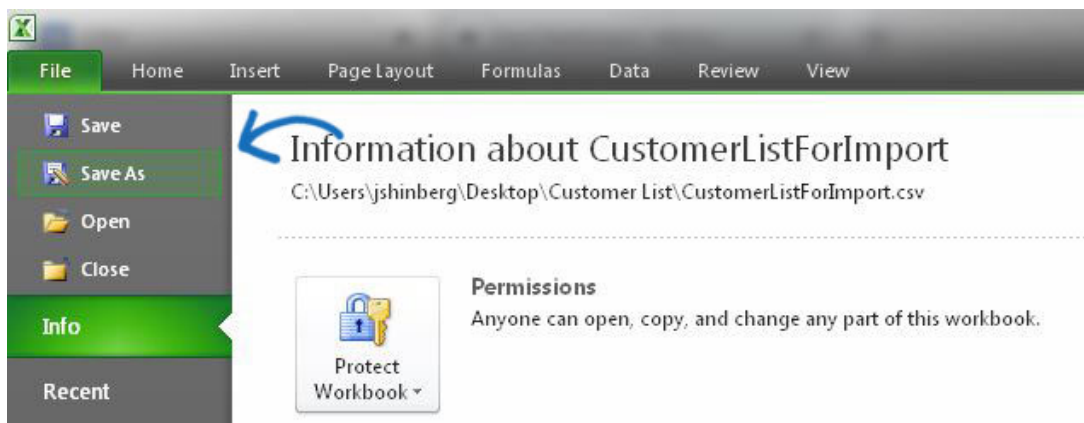 File Home Insert Page Layout Formulas Data Review View
Save
Save As
Open
Close
Info
Recent
Information about CustomerListForImport
C:\Users\jshinberg\Desktop\Customer List\CustomerListForImport.csv
Protect
Workbook
Permissions
Anyone can open, copy, and change any part of this workbook.